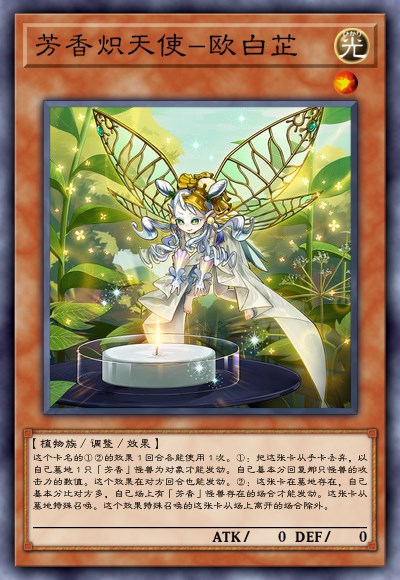 芳香炽天使-欧白芷
ひかり
光
【植物族/调整/效果】
这个卡名的①②的效果1回合各能使用1次。①：把这张卡从手卡丢弃，以
自己墓地1只「芳香」怪兽为对象才能发动。自己基本分回复那只怪兽的攻
击力的数值。这个效果在对方回合也能发动。②：这张卡在墓地存在，自己
基本分比对方多，自己场上有「芳香」怪兽存在的场合才能发动。这张卡从
墓地特殊召唤。这个效果特殊召唤的这张卡从场上离开的场合除外。
ATK/ 0 DEF/ 0